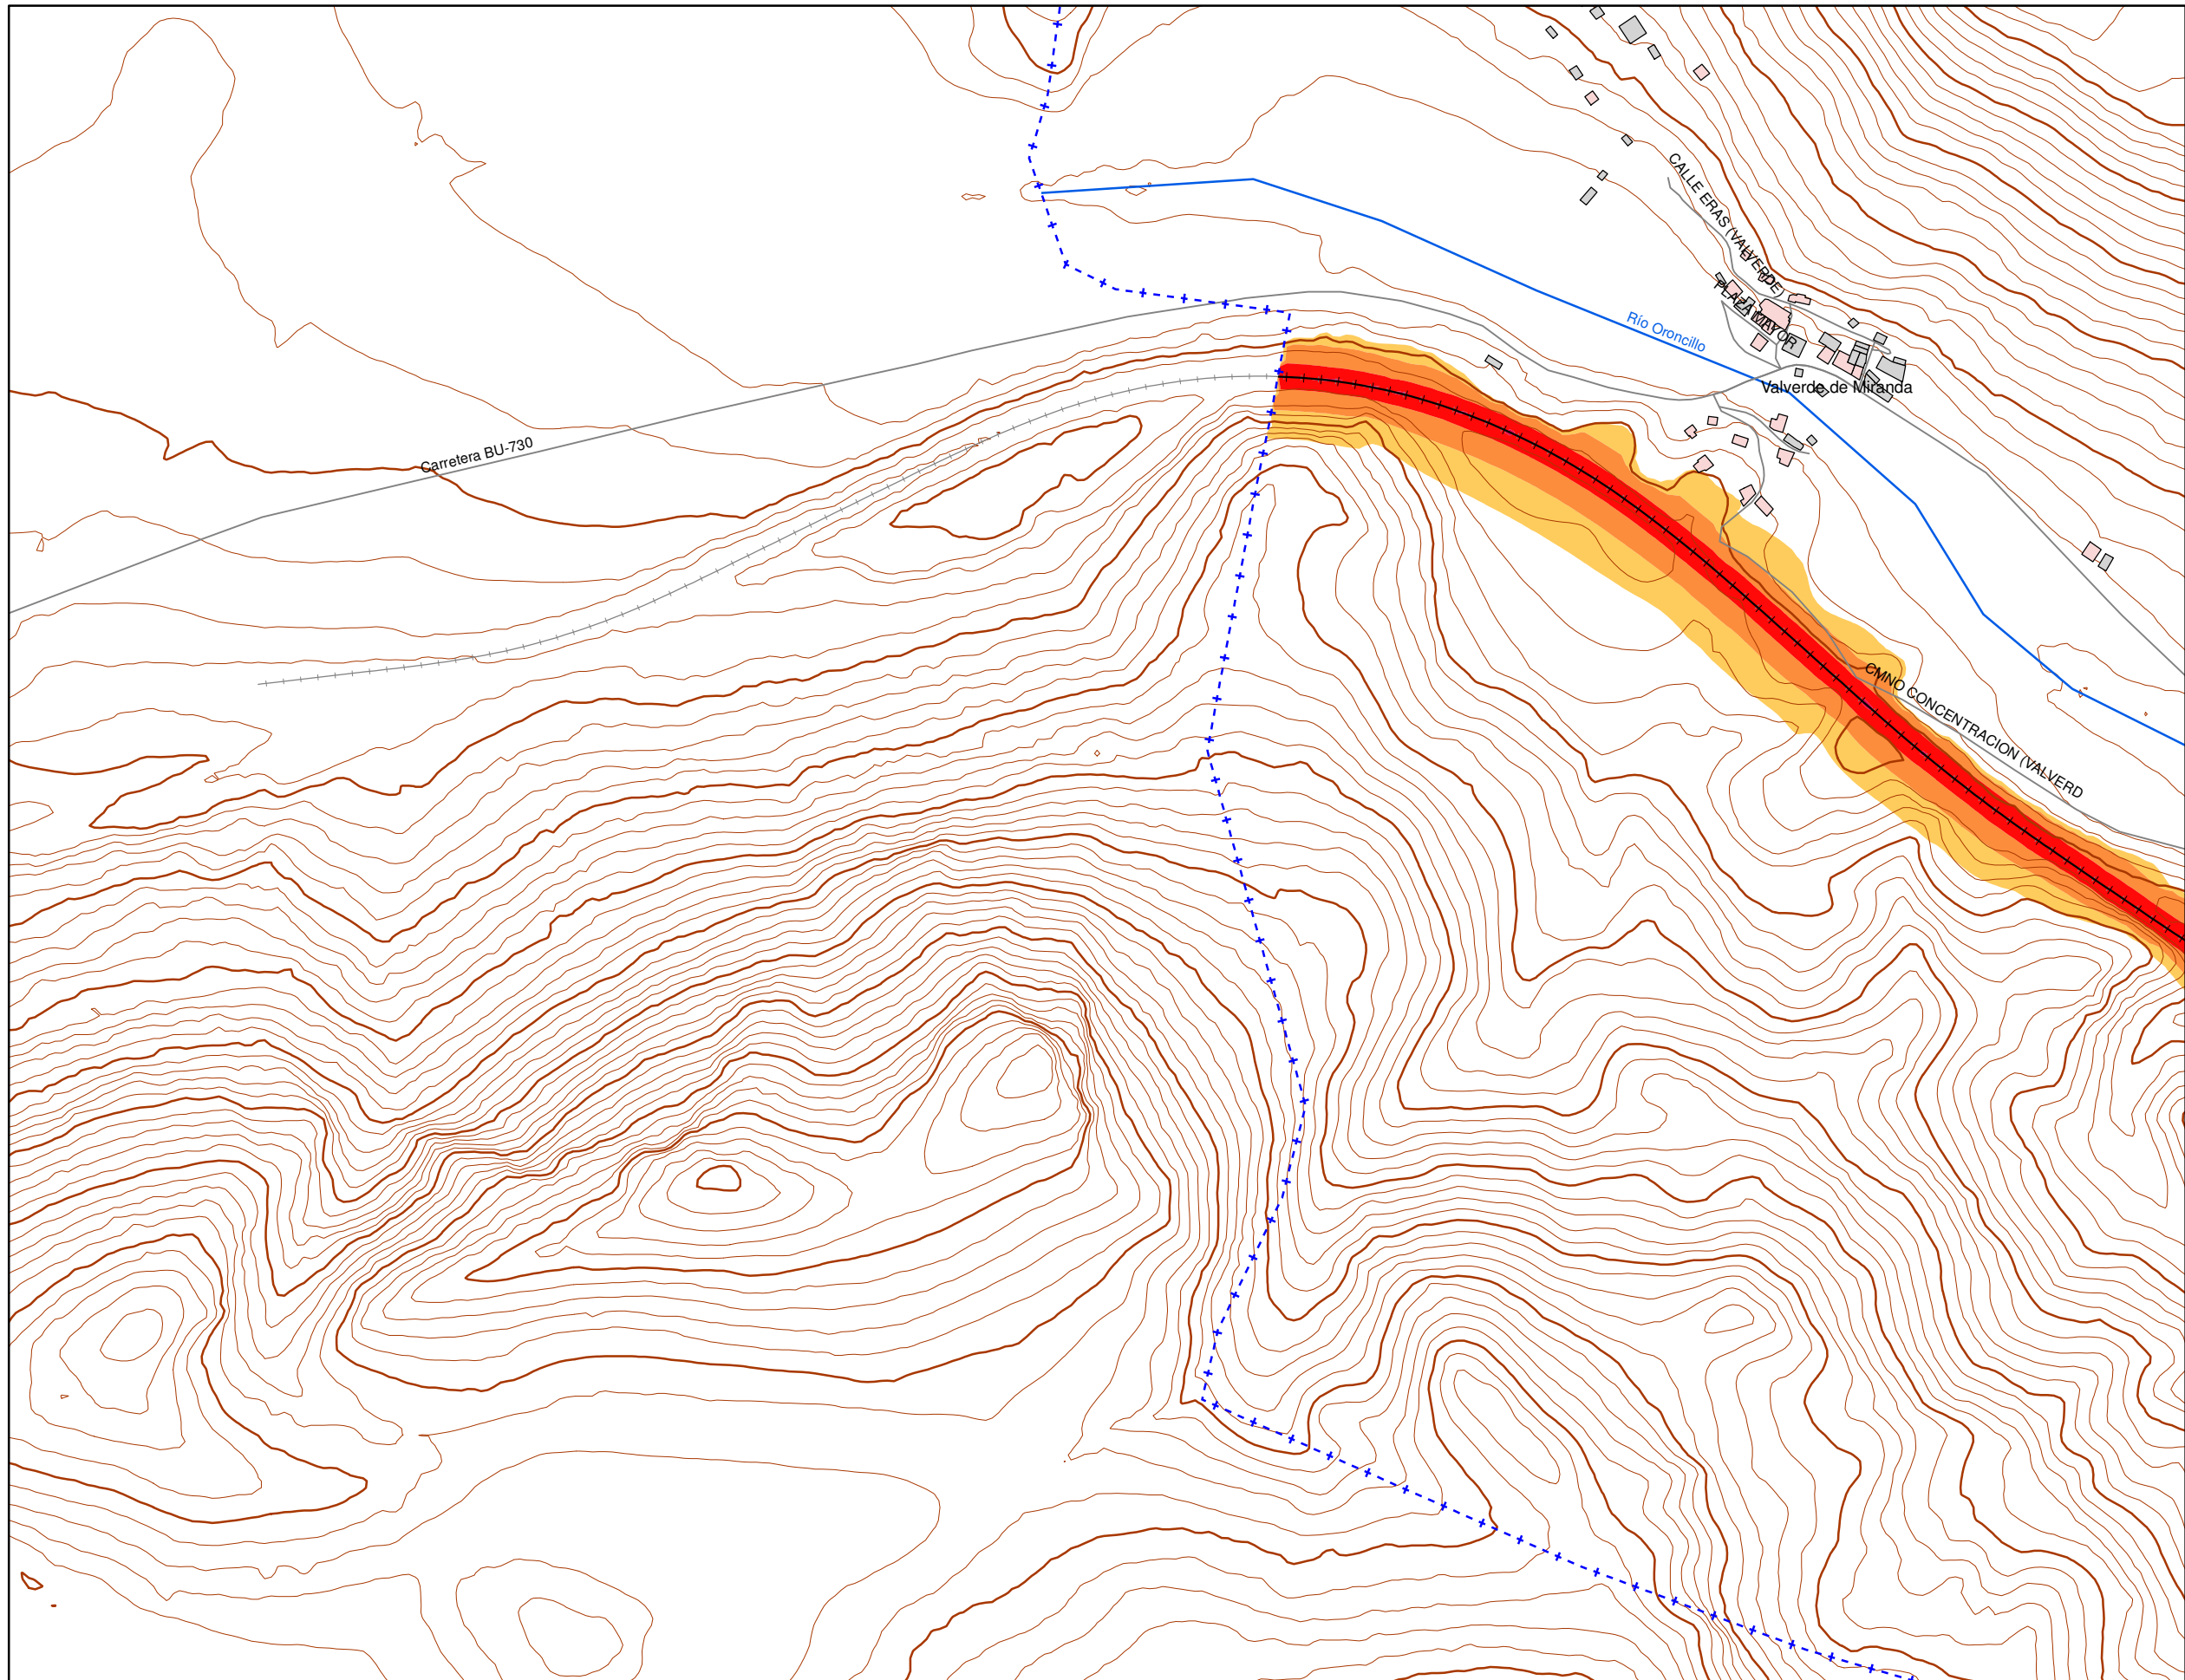 CALLE ERAS (VALVERDE)
PLAZA MAYOR
Río Oroncillo
Valverde de Miranda
Carretera BU-730
CMNO CONCENTRACION (VALVERD